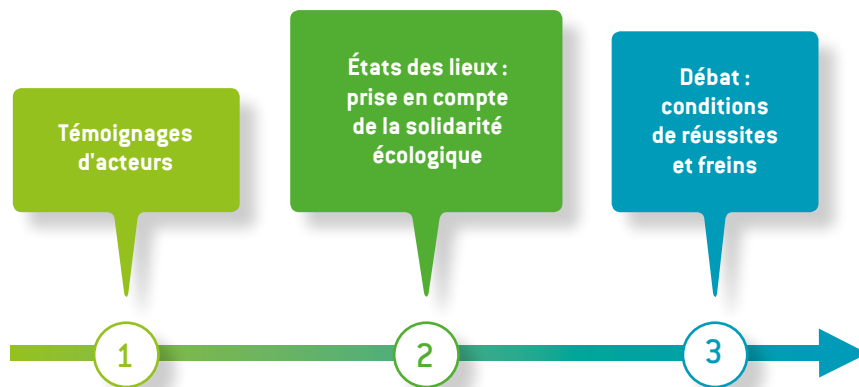 Témoignages
d'acteurs
États des lieux :
prise en compte
de la solidarité
écologique
Débat :
conditions
de réussites
et freins
1
2
3